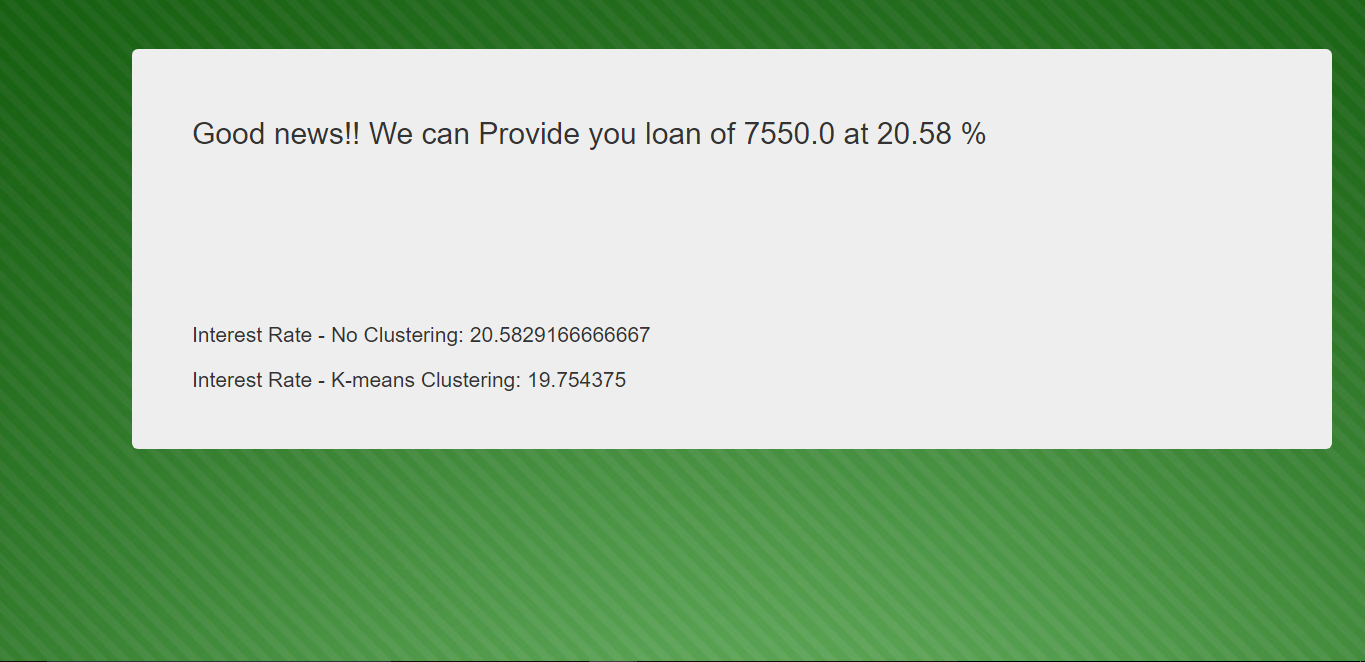 Good news!! We can Provide you loan of 7550.0 at 20.58 %
Interest Rate - No Clustering: 20.5829166666667
Interest Rate - K-means Clustering: 19.754375